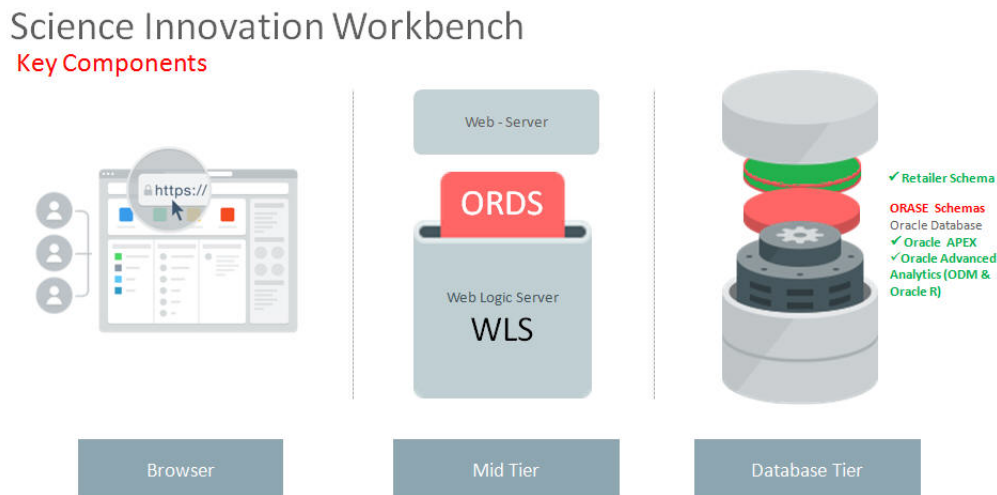 Science Innovation Workbench
Key Components
https://
Web - Server
ORDS
Web Logic Server
WLS
✓ Retailer Schema
ORASE Schemas
Oracle Database
✓ Oracle APEX
✓Oracle Advanced
Analytics (ODM &
Oracle R)
Browser
Mid Tier
Database Tier